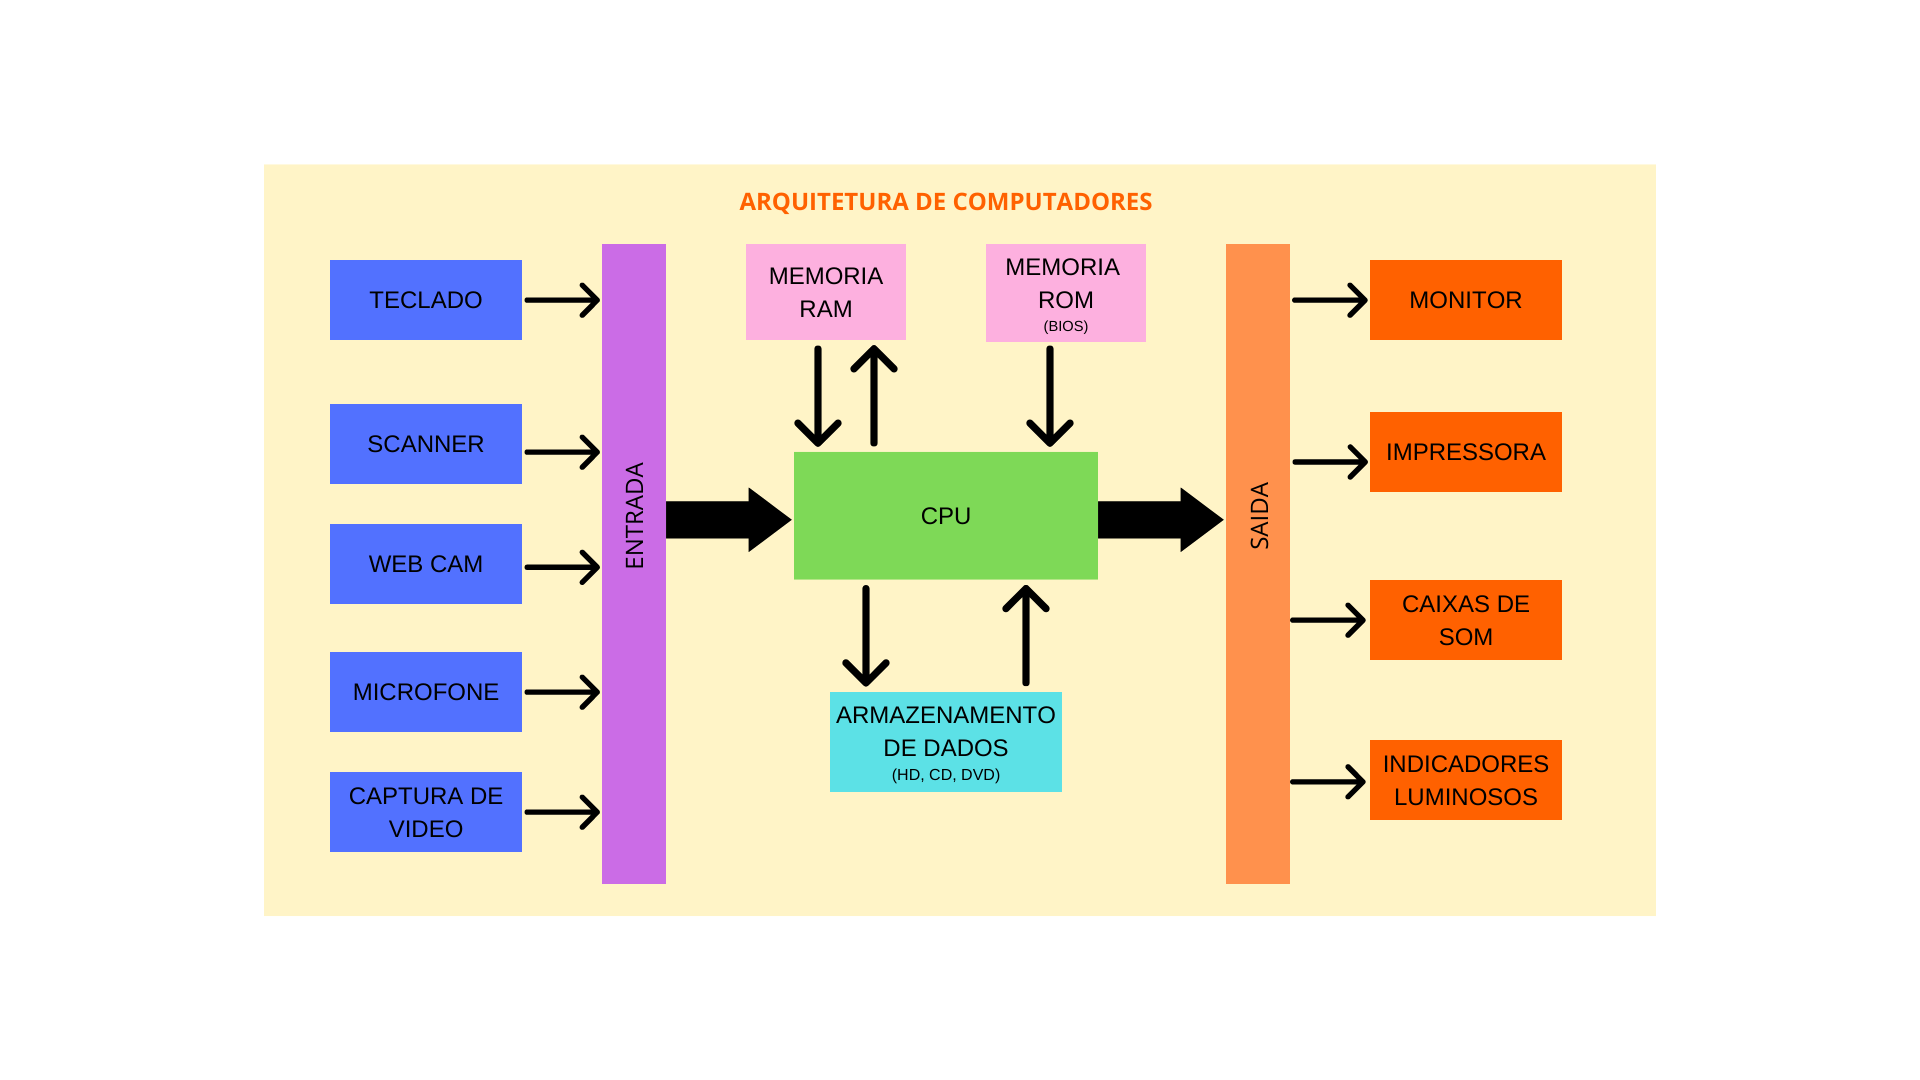 ARQUITETURA DE COMPUTADORES
TECLADO
SCANNER
WEB CAM
MICROFONE
CAPTURA DE
VIDEO
ENTRADA
MEMORIA
RAM
MEMORIA
ROM
(BIOS)
CPU
ARMAZENAMENTO
DE DADOS
(HD, CD, DVD)
SAIDA
MONITOR
IMPRESSORA
CAIXAS DE
SOM
INDICADORES
LUMINOSOS